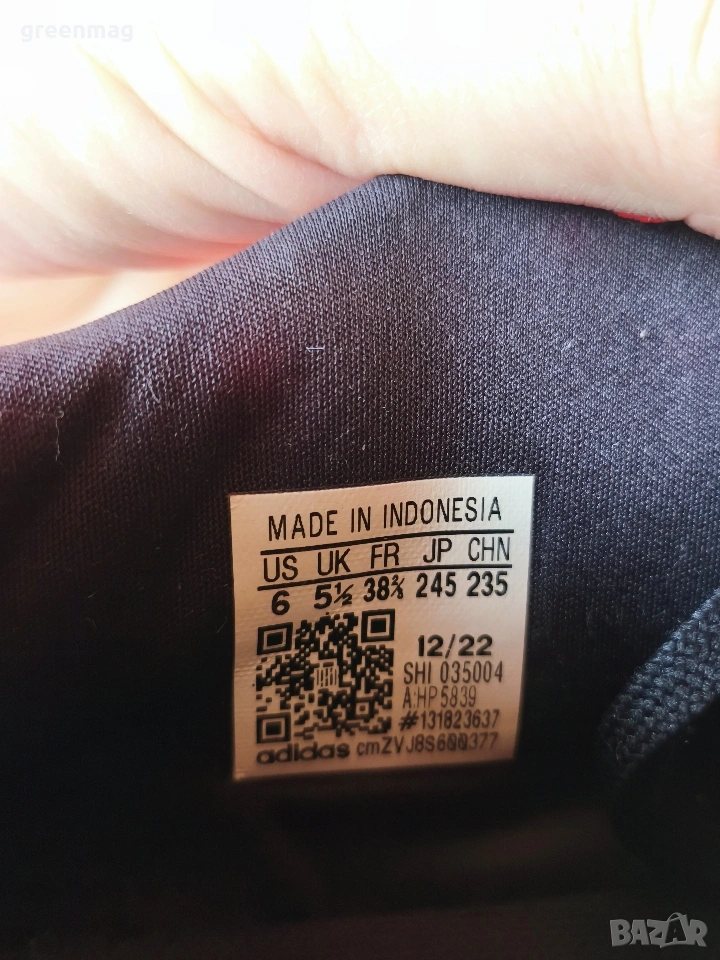 greenmag
MADE IN INDONESIA
US UK FR JP CHN
6 5½ 38⅔ 245 235
12/22
SHI 035004
A:HP5839
#131823637
adidas cmZVJ8S600377
BAZAR